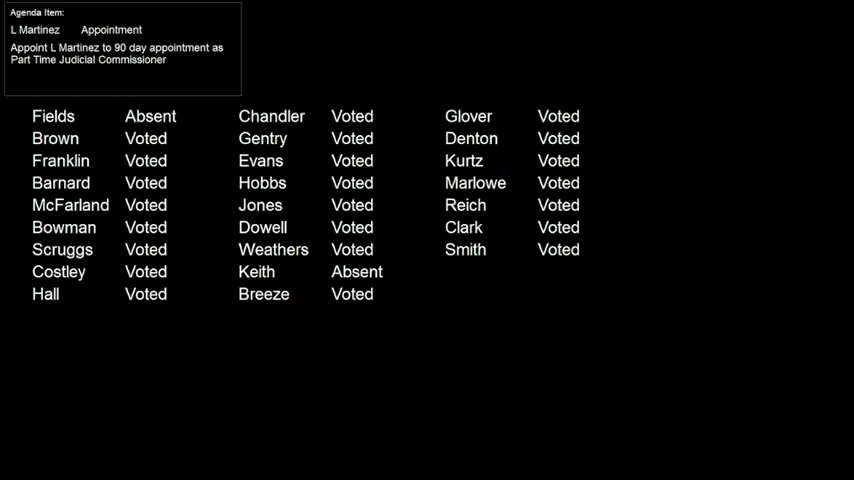 Agenda Item:
L Martinez Appointment
Appoint L Martinez to 90 day appointment as
Part Time Judicial Commissioner
Fields Absent Chandler Voted Glover Voted
Brown Voted Gentry Voted Denton Voted
Franklin Voted Evans Voted Kurtz Voted
Barnard Voted Hobbs Voted Marlowe Voted
McFarland Voted Jones Voted Reich Voted
Bowman Voted Dowell Voted Clark Voted
Scruggs Voted Weathers Voted Smith Voted
Costley Voted Keith Absent
Hall Voted Breeze Voted